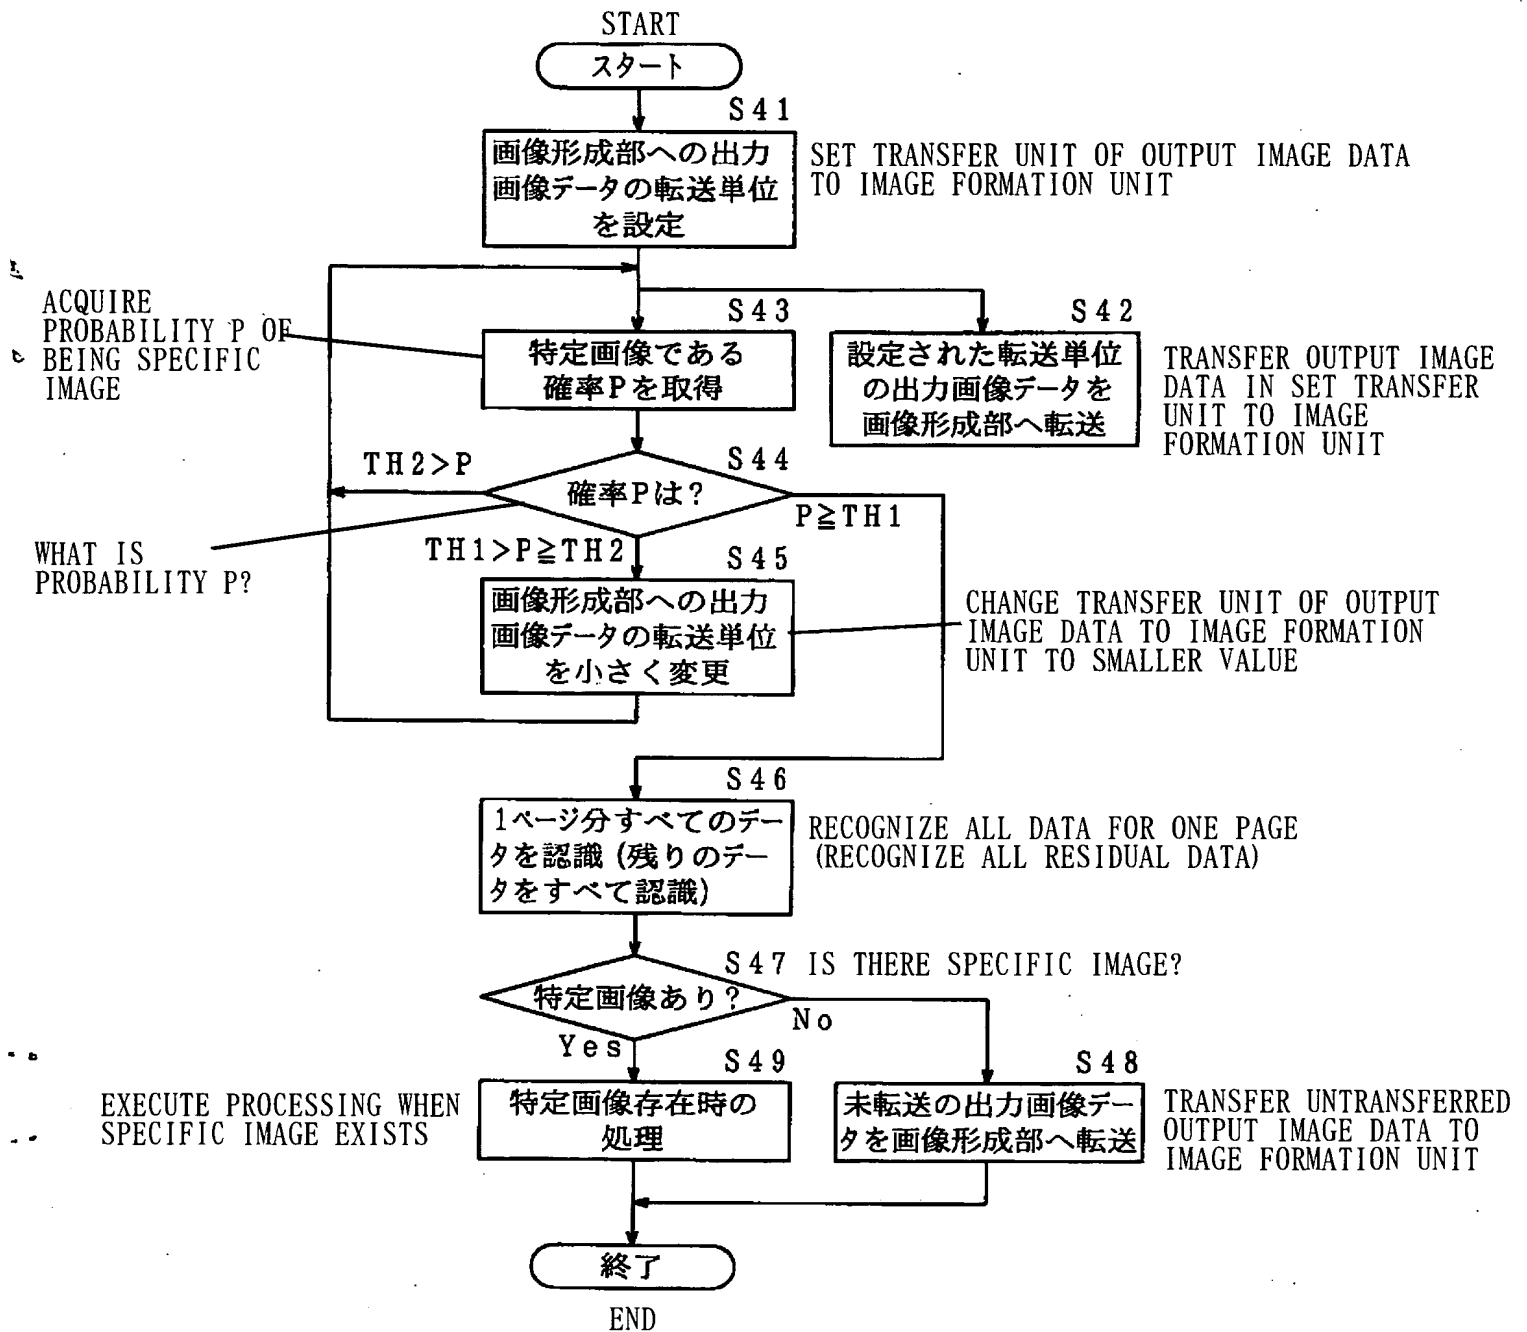 START
スタート
S41
画像形成部への出力
画像データの転送単位
を設定
SET TRANSFER UNIT OF OUTPUT IMAGE DATA
TO IMAGE FORMATION UNIT
ACQUIRE
PROBABILITY P OF
BEING SPECIFIC
IMAGE
S43
特定画像である
確率Pを取得
S42
設定された転送単位
の出力画像データを
画像形成部へ転送
TRANSFER OUTPUT IMAGE
DATA IN SET TRANSFER
UNIT TO IMAGE
FORMATION UNIT
TH2>P
S44
確率Pは?
P≧TH1
WHAT IS
PROBABILITY P?
TH1>P≧TH2
S45
画像形成部への出力
画像データの転送単位
を小さく変更
CHANGE TRANSFER UNIT OF OUTPUT
IMAGE DATA TO IMAGE FORMATION
UNIT TO SMALLER VALUE
S46
1ページ分すべてのデー
タを認識(残りのデー
タをすべて認識)
RECOGNIZE ALL DATA FOR ONE PAGE
(RECOGNIZE ALL RESIDUAL DATA)
S47 IS THERE SPECIFIC IMAGE?
特定画像あり?
No
Yes
S49
特定画像存在時の
処理
EXECUTE PROCESSING WHEN
SPECIFIC IMAGE EXISTS
S48
未転送の出力画像デー
タを画像形成部へ転送
TRANSFER UNTRANSFERRED
OUTPUT IMAGE DATA TO
IMAGE FORMATION UNIT
終了
END